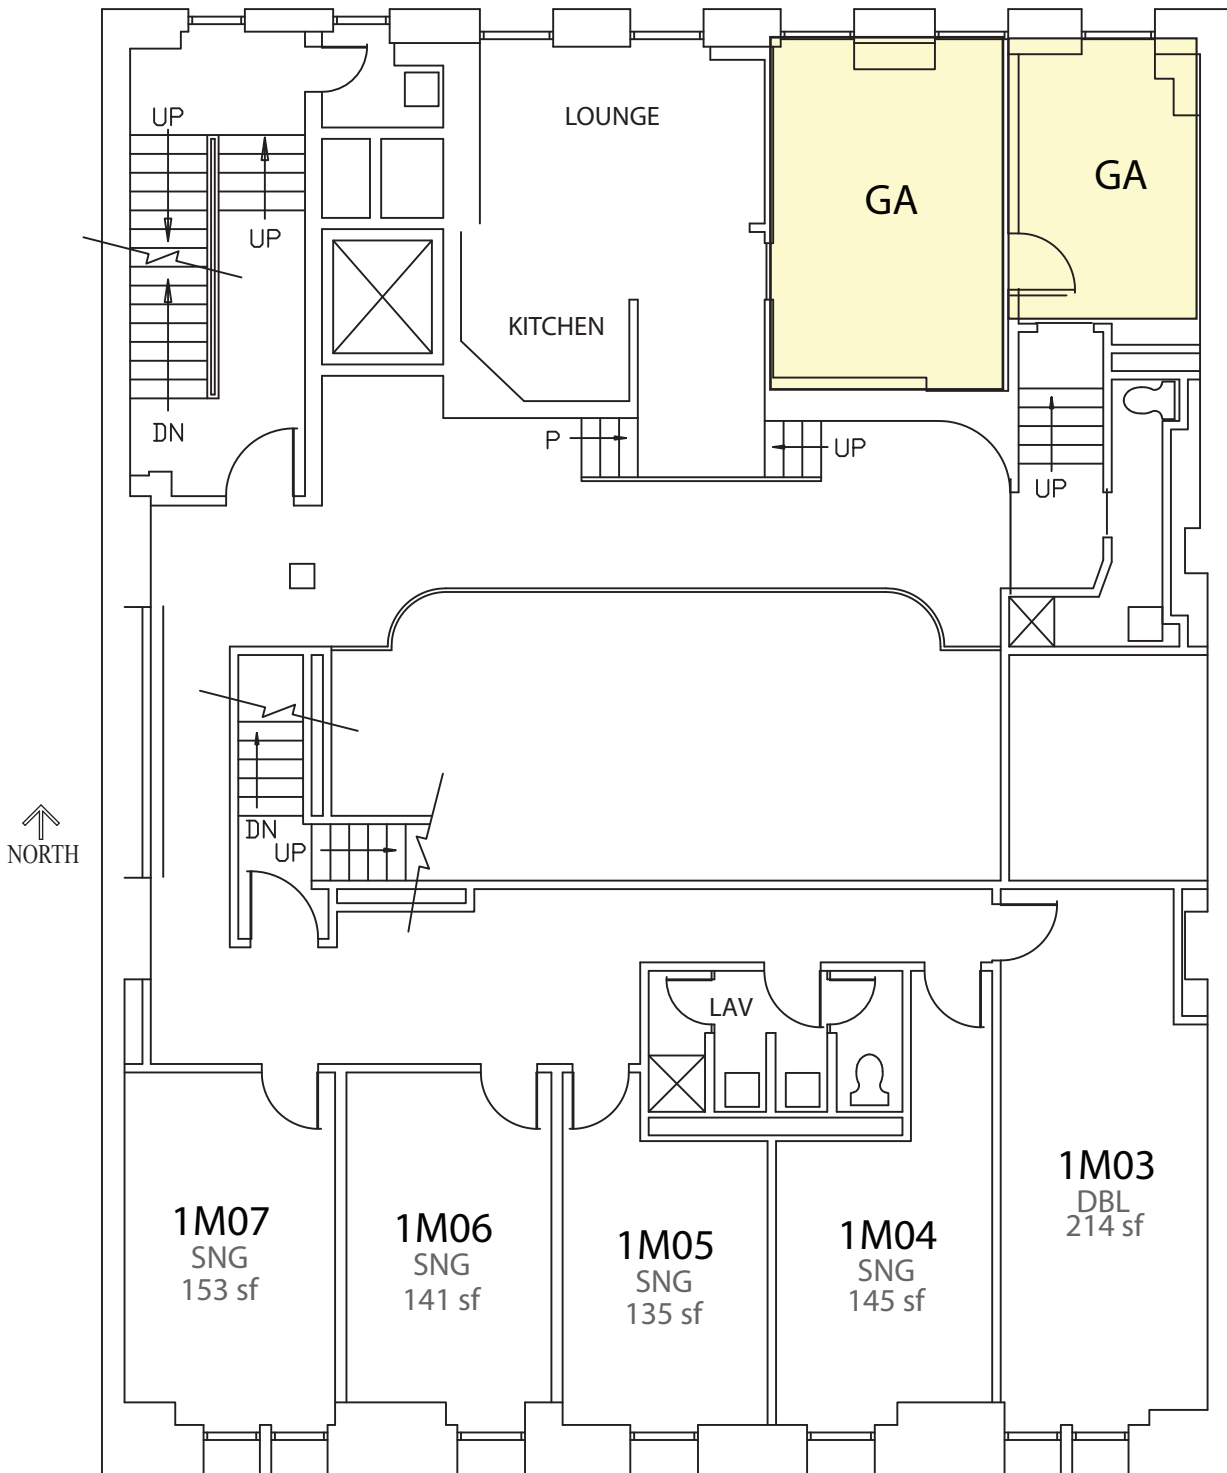 UP
LOUNGE
GA
GA
UP
KITCHEN
DN
P
UP
UP
DN
UP
NORTH
LAV
1M07
SNG
153 sf
1M06
SNG
141 sf
1M05
SNG
135 sf
1M04
SNG
145 sf
1M03
DBL
214 sf